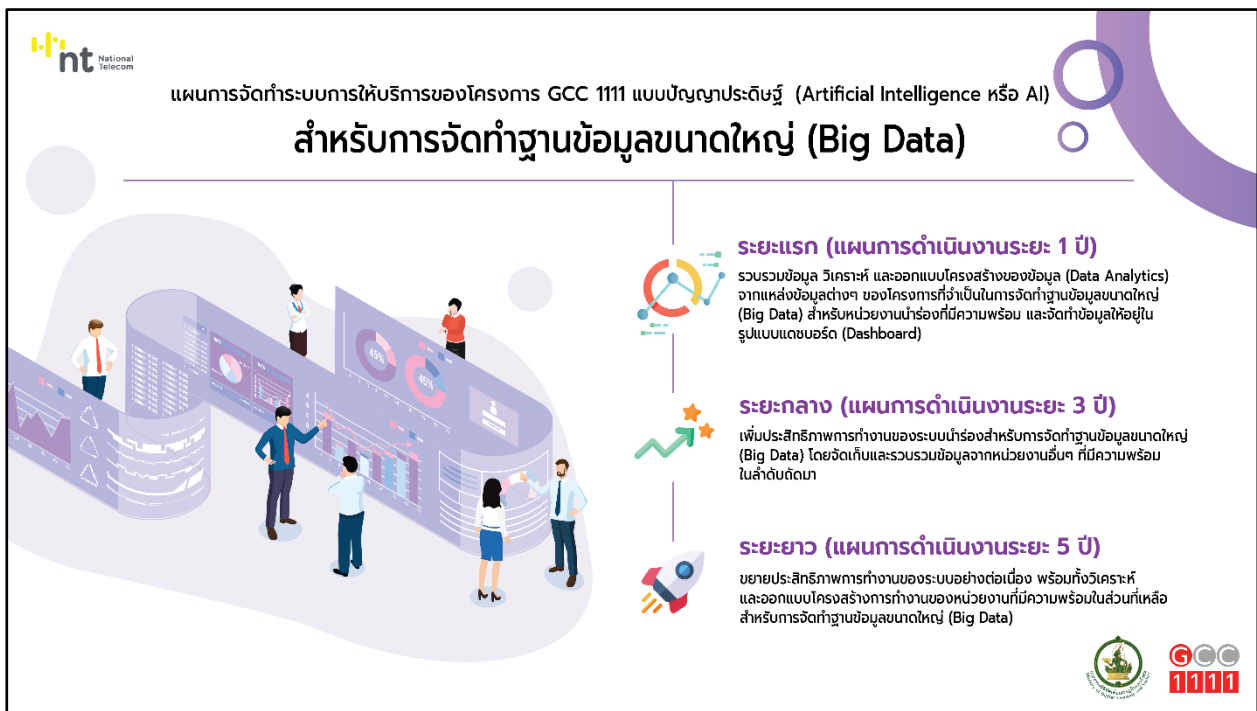 nt National
Telecom
แผนการจัดทำระบบการให้บริการของโครงการ GCC 1111 แบบปัญญาประดิษฐ์ (Artificial Intelligence หรือ AI)
สำหรับการจัดทำฐานข้อมูลขนาดใหญ่ (Big Data)
ระยะแรก (แผนการดำเนินงานระยะ 1 ปี)
รวบรวมข้อมูล วิเคราะห์ และออกแบบโครงสร้างของข้อมูล (Data Analytics)
จากแหล่งข้อมูลต่างๆ ของโครงการที่จำเป็นในการจัดทำฐานข้อมูลขนาดใหญ่
(Big Data) สำหรับหน่วยงานนำร่องที่มีความพร้อม และจัดทำข้อมูลให้อยู่ใน
รูปแบบแดชบอร์ด (Dashboard)
45%
45%
ระยะกลาง (แผนการดำเนินงานระยะ 3 ปี)
เพิ่มประสิทธิภาพการทำงานของระบบนำร่องสำหรับการจัดทำฐานข้อมูลขนาดใหญ่
(Big Data) โดยจัดเก็บและรวบรวมข้อมูลจากหน่วยงานอื่นๆ ที่มีความพร้อม
ในลำดับถัดมา
ระยะยาว (แผนการดำเนินงานระยะ 5 ปี)
ขยายประสิทธิภาพการทำงานของระบบอย่างต่อเนื่อง พร้อมทั้งวิเคราะห์
และออกแบบโครงสร้างการทำงานของหน่วยงานที่มีความพร้อมในส่วนที่เหลือ
สำหรับการจัดทำฐานข้อมูลขนาดใหญ่ (Big Data)
GCC
1111